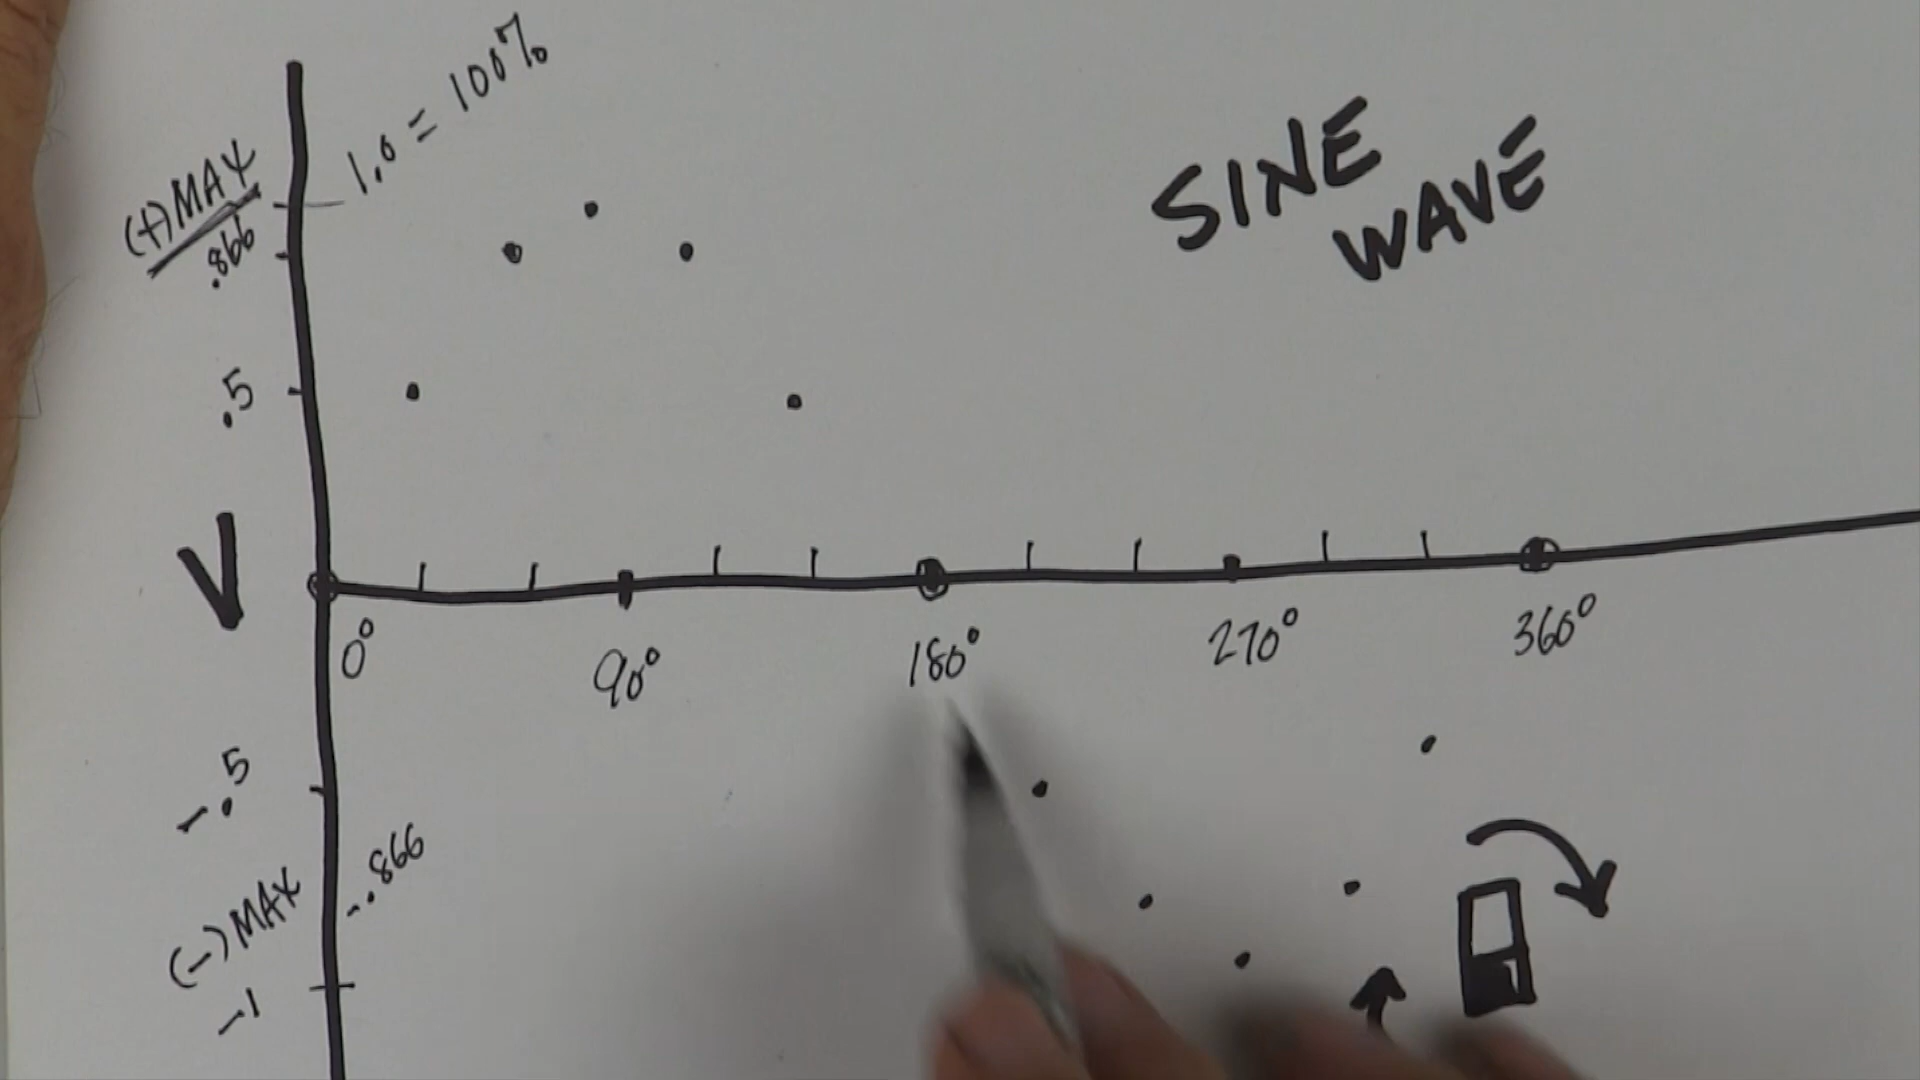 1.0 = 100%
SINE
WAVE
(+)MAX
.866
.5
V
0°
90°
180°
270°
360°
-.5
-.866
(-)MAX
-1